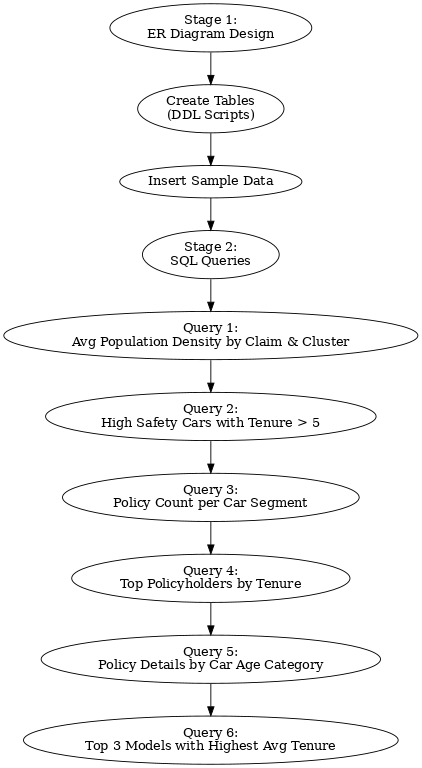 Stage 1:
ER Diagram Design
Create Tables
(DDL Scripts)
Insert Sample Data
Stage 2:
SQL Queries
Query 1:
Avg Population Density by Claim & Cluster
Query 2:
High Safety Cars with Tenure > 5
Query 3:
Policy Count per Car Segment
Query 4:
Top Policyholders by Tenure
Query 5:
Policy Details by Car Age Category
Query 6:
Top 3 Models with Highest Avg Tenure